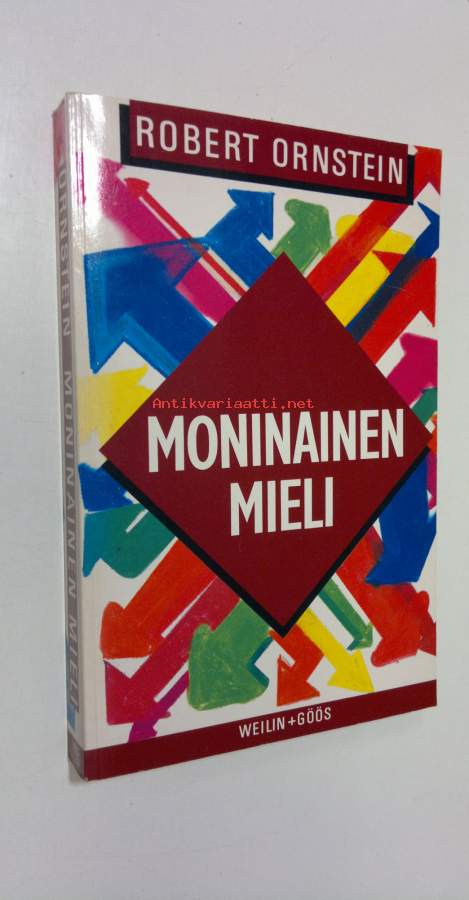 ROBERT ORNSTEIN
Antikvariaatti.net
MONINAINEN
MIELI
WEILIN+GÖÖS
ORNSTEIN MONINAINEN MIELI